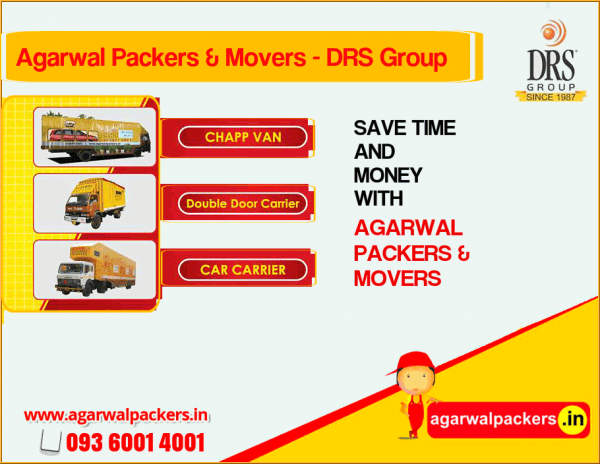 Agarwal Packers & Movers - DRS Group
DRS
GROUP
SINCE 1987
CHAPP VAN
Double Door Carrier
CAR CARRIER
SAVE TIME
AND
MONEY
WITH
AGARWAL
PACKERS &
MOVERS
www.agarwalpackers.in
093 6001 4001
agarwalpackers.in